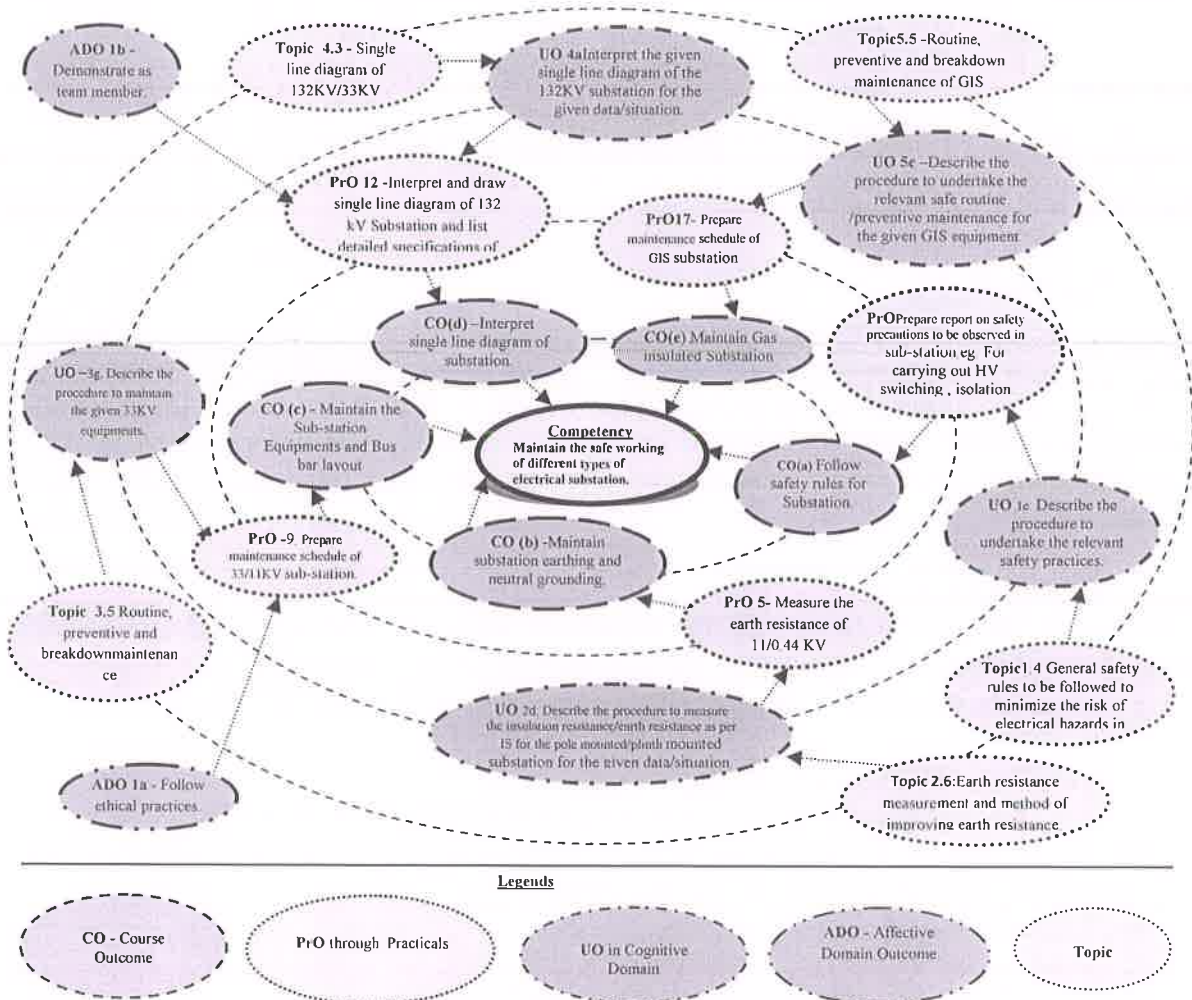 ADO 1b -
Demonstrate as
team member.
Topic 4.3 - Single
line diagram of
132KV/33KV
UO 4aInterpret the given
single line diagram of the
132KV substation for the
given data/situation.
Topic5.5 -Routine,
preventive and breakdown
maintenance of GIS
UO 5e –Describe the
procedure to undertake the
relevant safe routine
/preventive maintenance for
the given GIS equipment
PrO 12 -Interpret and draw
single line diagram of 132
kV Substation and list
detailed specifications of
PrO17- Prepare
maintenance schedule of
GIS substation
CO(d) –Interpret
single line diagram of
substation.
CO(e) Maintain Gas
insulated Substation
PrOPrepare report on safety
precautions to be observed in
sub-station eg. For
carrying out HV
switching , isolation
UO –3g. Describe the
procedure to maintain
the given 33KV
equipments.
CO (c) - Maintain the
Sub-station
Equipments and Bus
bar layout
Competency
Maintain the safe working
of different types of
electrical substation.
CO(a) Follow
safety rules for
Substation.
UO 1e. Describe the
procedure to
undertake the relevant
safety practices.
PrO -9. Prepare
maintenance schedule of
33/11KV sub-station.
CO (b) -Maintain
substation earthing and
neutral grounding.
PrO 5- Measure the
earth resistance of
11/0.44 KV
Topic 3.5 Routine,
preventive and
breakdownmaintenan
ce
Topic1.4 General safety
rules to be followed to
minimize the risk of
electrical hazards in
UO 2d. Describe the procedure to measure
the insulation resistance/earth resistance as per
IS for the pole mounted/plinth mounted
substation for the given data/situation
ADO 1a - Follow
ethical practices.
Topic 2.6:Earth resistance
measurement and method of
improving earth resistance
Legends
CO - Course
Outcome
PrO through Practicals
UO in Cognitive
Domain
ADO - Affective
Domain Outcome
Topic